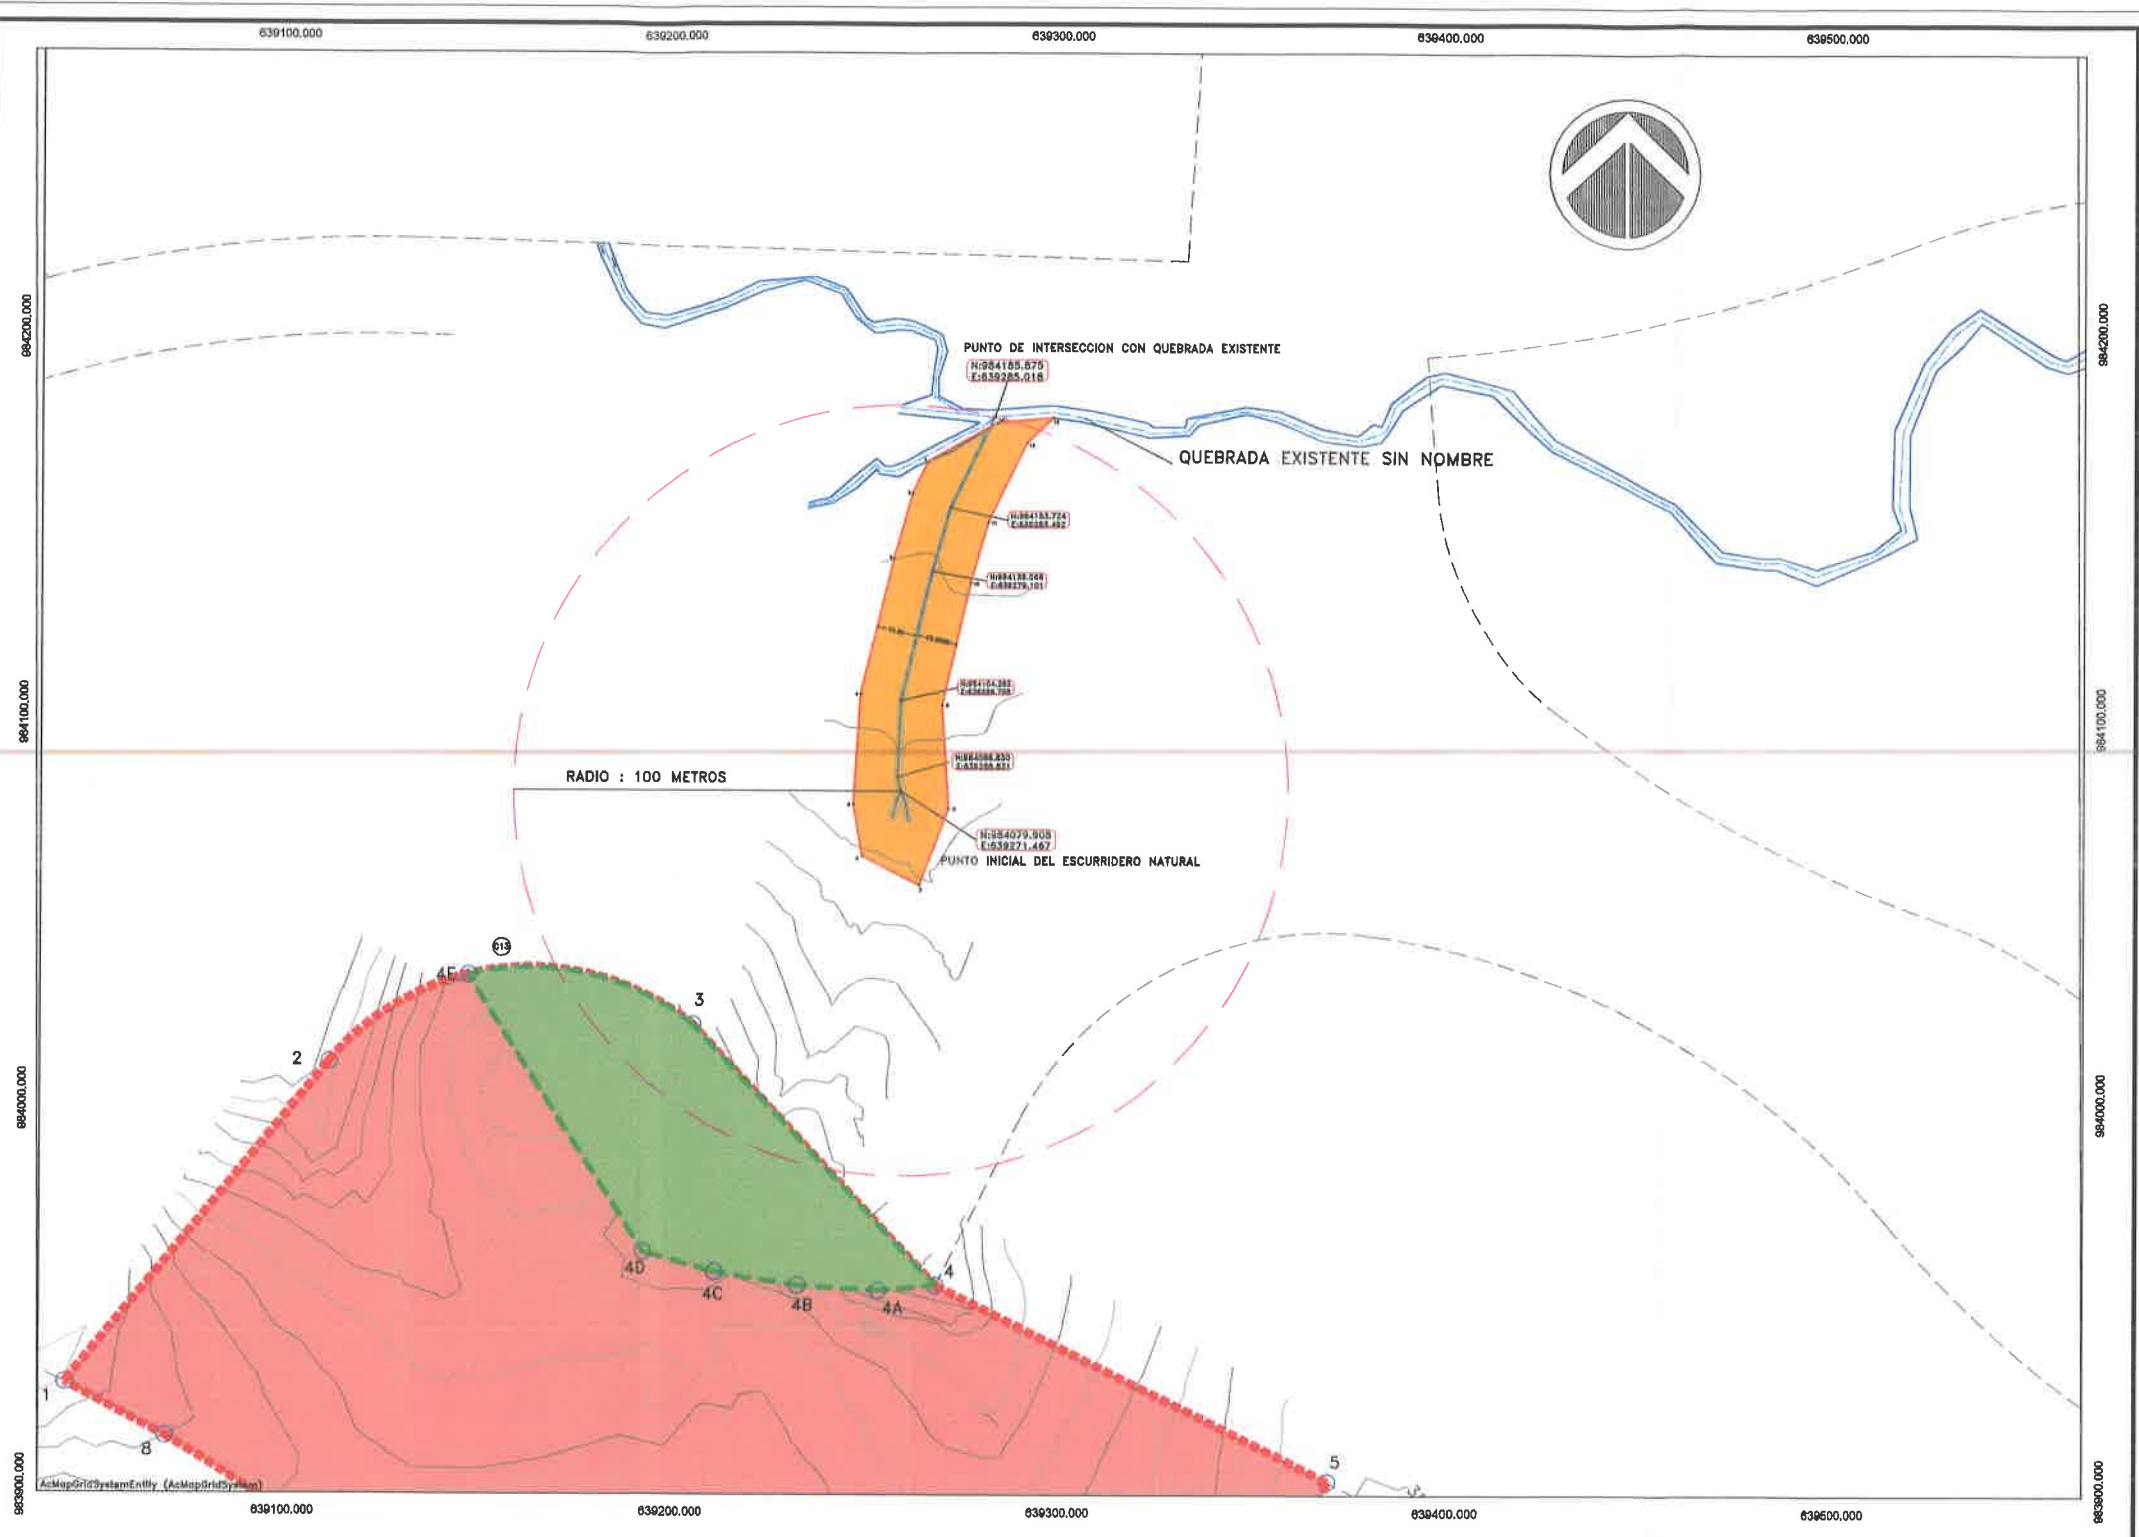 639100.000
639200.000
639300.000
639400.000
639500.000
984200.000
984200.000
PUNTO DE INTERSECCION CON QUEBRADA EXISTENTE
N:984185.875
E:639285.018
QUEBRADA EXISTENTE SIN NOMBRE
984100.000
984100.000
RADIO : 100 METROS
N:984079.908
E:639271.467
PUNTO INICIAL DEL ESCURRIDERO NATURAL
C13
4F
3
2
984000.000
984000.000
4D
4C
4B
4A
4
1
8
5
983900.000
983900.000
AcMapGridSystemEntity (AcMapGridSystem)
639100.000
639200.000
639300.000
639400.000
639500.000